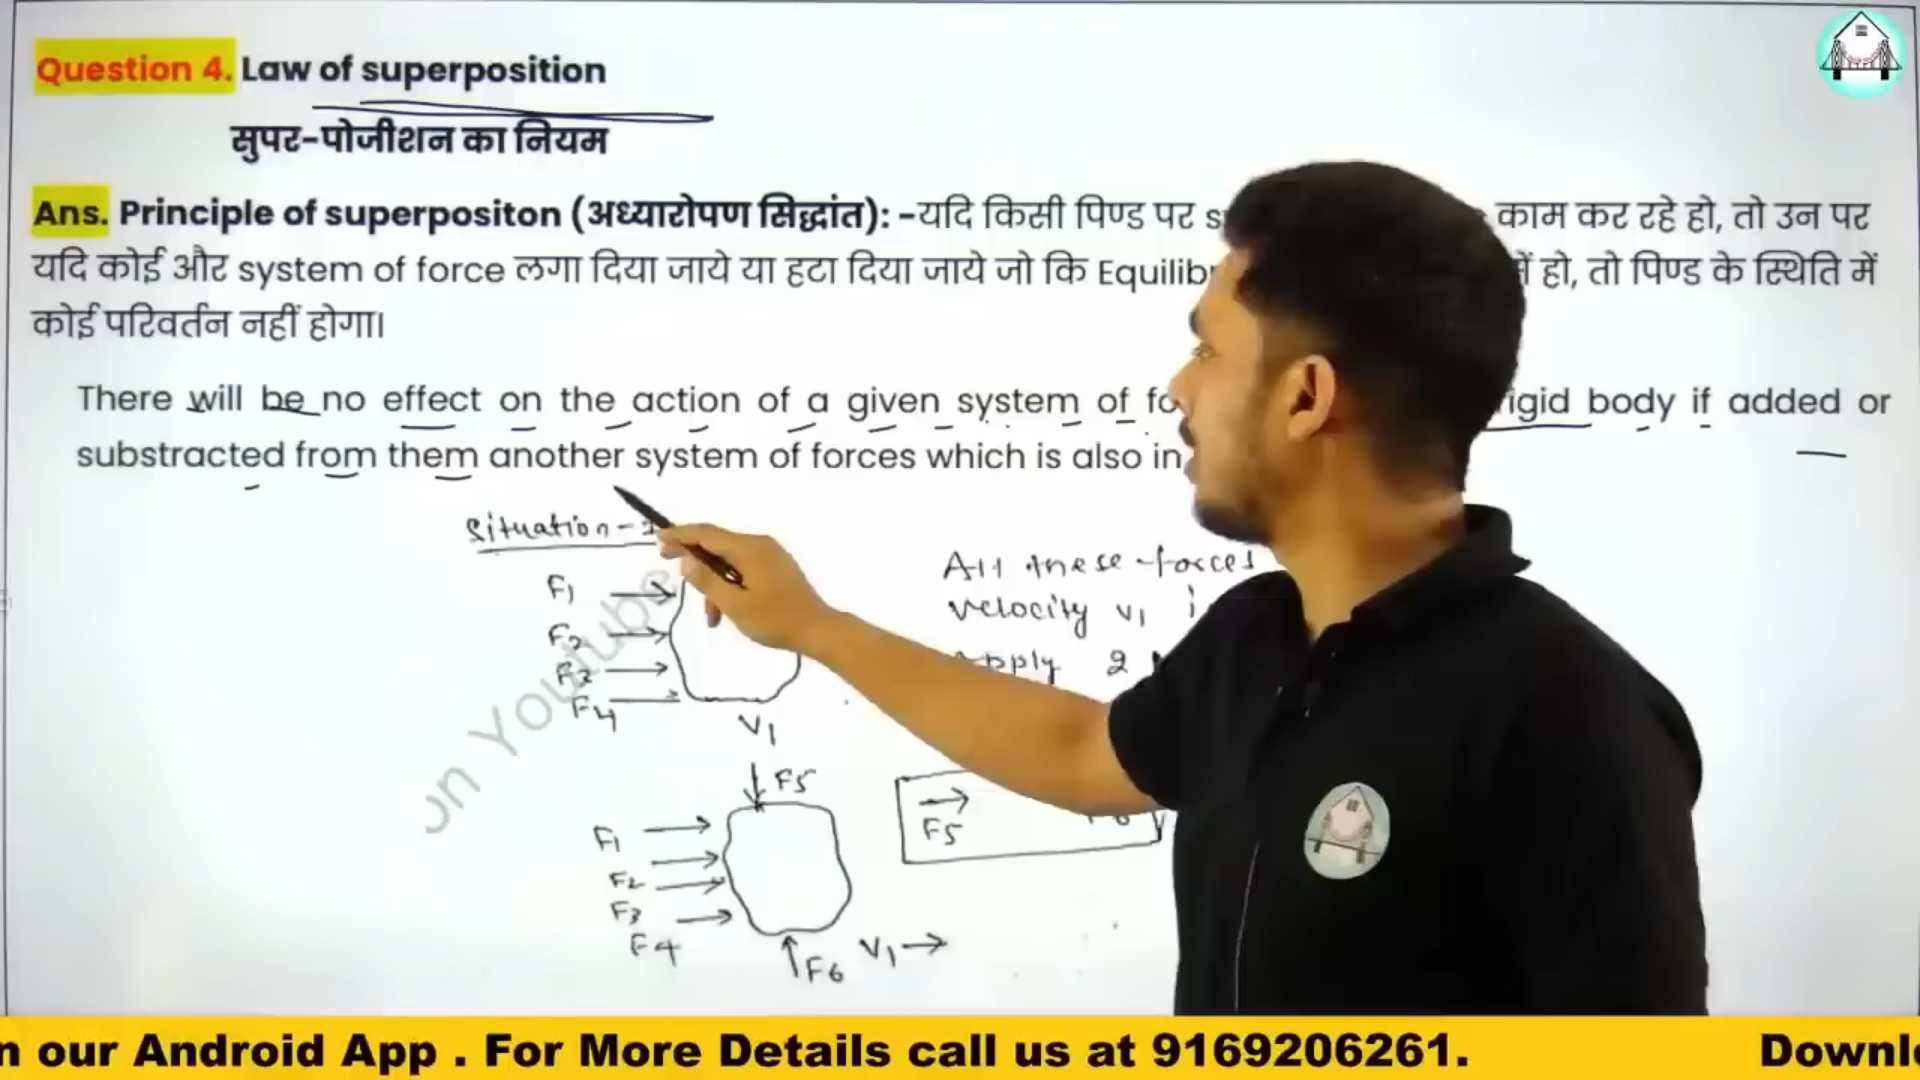 Question 4. Law of superposition
सुपर-पोजीशन का नियम
Ans. Principle of superpositon (अध्यारोपण सिद्धांत): -यदि किसी पिण्ड पर काम कर रहे हो, तो उन पर
यदि कोई और system of force लगा दिया जाये या हटा दिया जाये जो कि हो, तो पिण्ड के स्थिति में
कोई परिवर्तन नहीं होगा।
There will be no effect on the action of a given system of body if added or
substracted from them another system of forces which is also in
Situation-
F1
F2
F3
F4
V1
All these forces
velocity v1
Apply 2
F5
F1
F2
F3
F4
F6 V1
F5
on Youtube
n our Android App . For More Details call us at 9169206261.